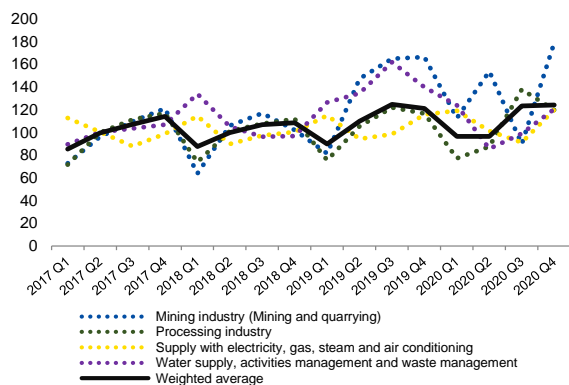 200
180
160
140
120
100
80
60
40
20
0
2017 Q1
2017 Q2
2017 Q3
2017 Q4
2018 Q1
2018 Q2
2018 Q3
2018 Q4
2019 Q1
2019 Q2
2019 Q3
2019 Q4
2020 Q1
2020 Q2
2020 Q3
2020 Q4
Mining industry (Mining and quarrying)
Processing industry
Supply with electricity, gas, steam and air conditioning
Water supply, activities management and waste management
Weighted average